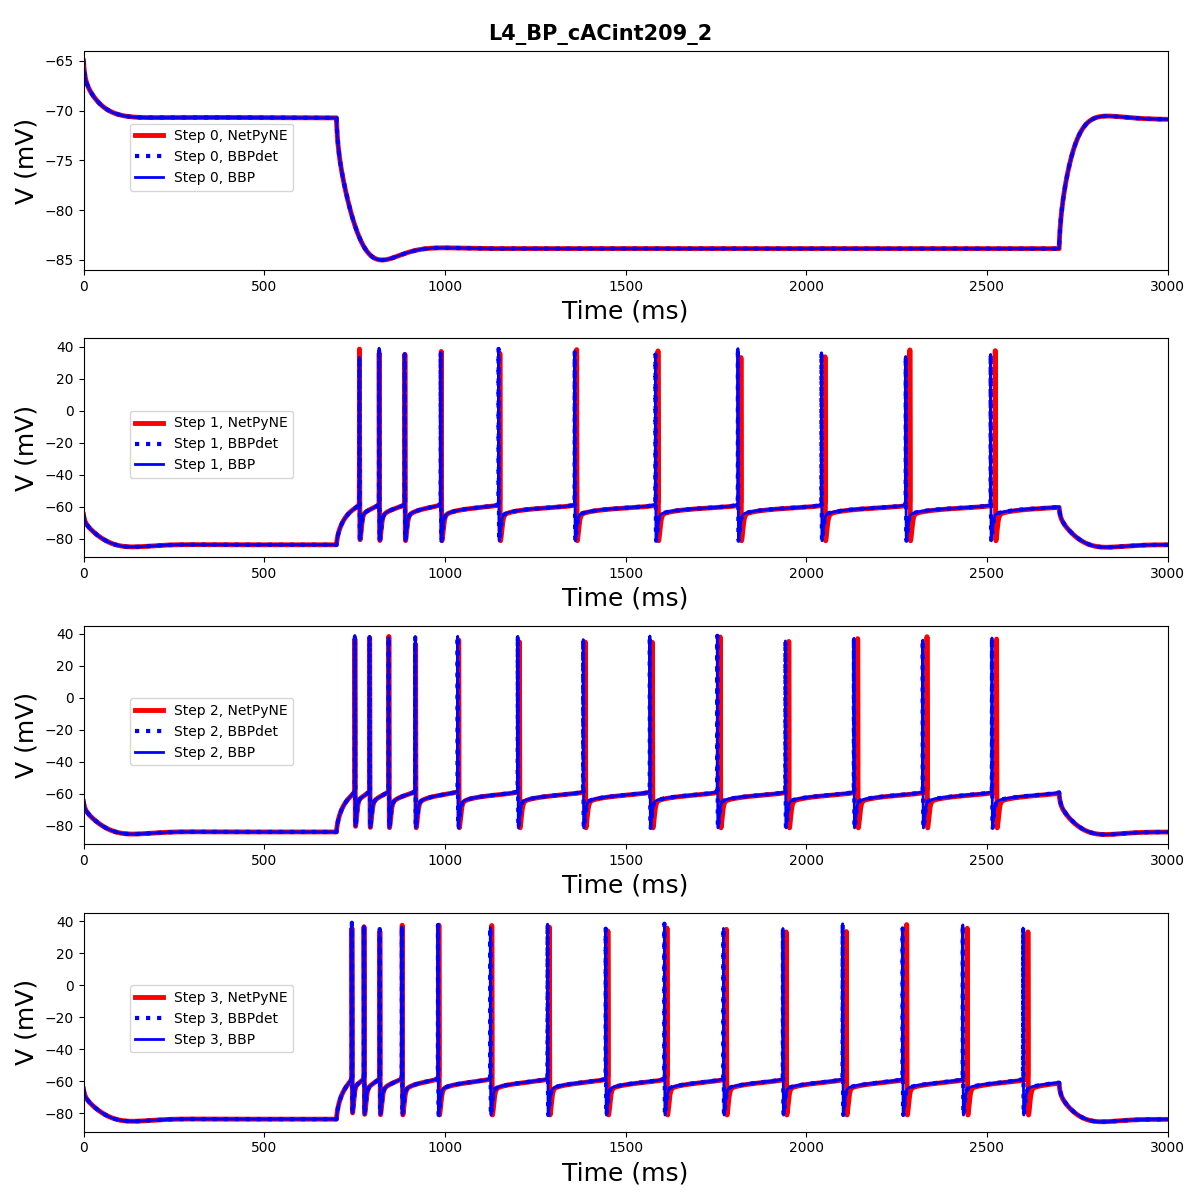 L4_BP_cACint209_2
V (mV)
−65
−70
−75
−80
−85
Step 0, NetPyNE
Step 0, BBPdet
Step 0, BBP
0 500 1000 1500 2000 2500 3000
Time (ms)
V (mV)
40
20
0
−20
−40
−60
−80
Step 1, NetPyNE
Step 1, BBPdet
Step 1, BBP
0 500 1000 1500 2000 2500 3000
Time (ms)
V (mV)
40
20
0
−20
−40
−60
−80
Step 2, NetPyNE
Step 2, BBPdet
Step 2, BBP
0 500 1000 1500 2000 2500 3000
Time (ms)
V (mV)
40
20
0
−20
−40
−60
−80
Step 3, NetPyNE
Step 3, BBPdet
Step 3, BBP
0 500 1000 1500 2000 2500 3000
Time (ms)